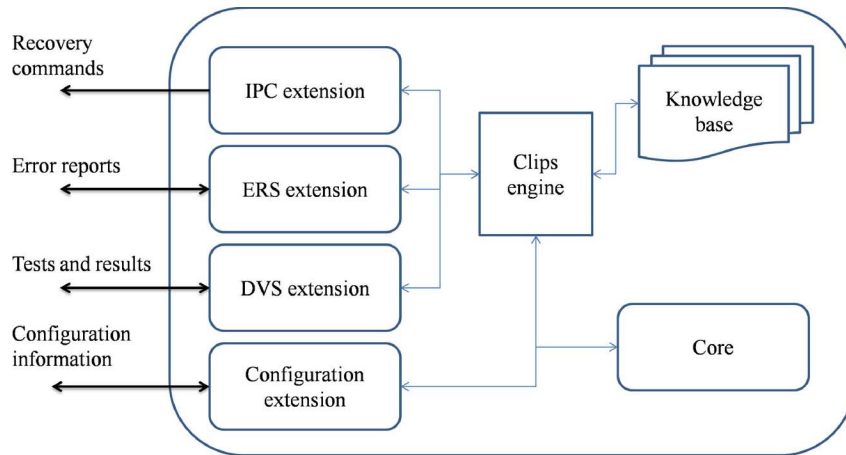 Recovery
commands
IPC extension
Knowledge
base
Error reports
ERS extension
Clips
engine
Tests and results
DVS extension
Configuration
information
Configuration
extension
Core